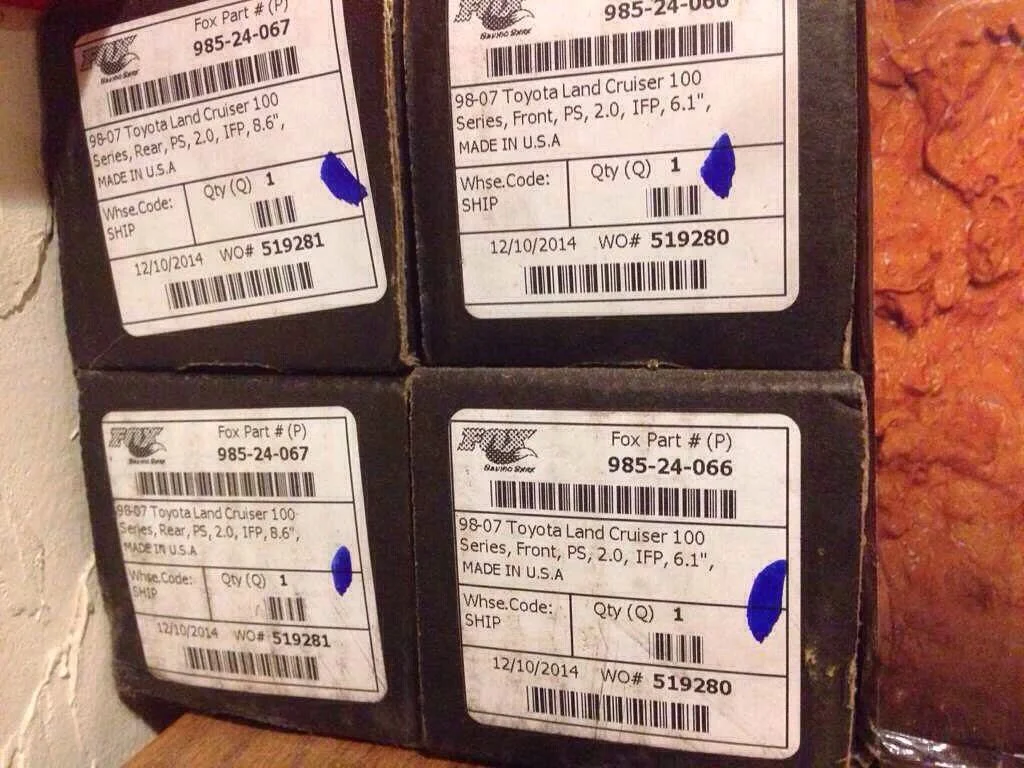 FOX
Fox Part # (P)
985-24-067
98-07 Toyota Land Cruiser 100
Series, Rear, PS, 2.0, IFP, 8.6",
MADE IN U.S.A
Whse.Code:
SHIP
Qty (Q) 1
12/10/2014 WO# 519281
985-24-066
98-07 Toyota Land Cruiser 100
Series, Front, PS, 2.0, IFP, 6.1",
MADE IN U.S.A
Whse.Code:
SHIP
Qty (Q) 1
12/10/2014 WO# 519280
FOX
Fox Part # (P)
985-24-067
98-07 Toyota Land Cruiser 100
Series, Rear, PS, 2.0, IFP, 8.6",
MADE IN U.S.A
Whse.Code:
SHIP
Qty (Q) 1
12/10/2014 WO# 519281
FOX
Fox Part # (P)
985-24-066
98-07 Toyota Land Cruiser 100
Series, Front, PS, 2.0, IFP, 6.1",
MADE IN U.S.A
Whse.Code:
SHIP
Qty (Q) 1
12/10/2014 WO# 519280